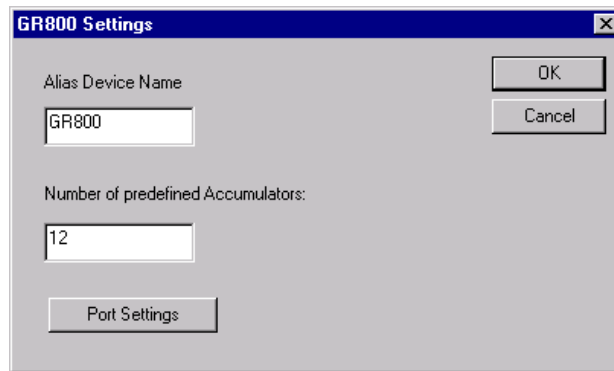 GR800 Settings
Alias Device Name
OK
GR800
Cancel
Number of predefined Accumulators:
12
Port Settings